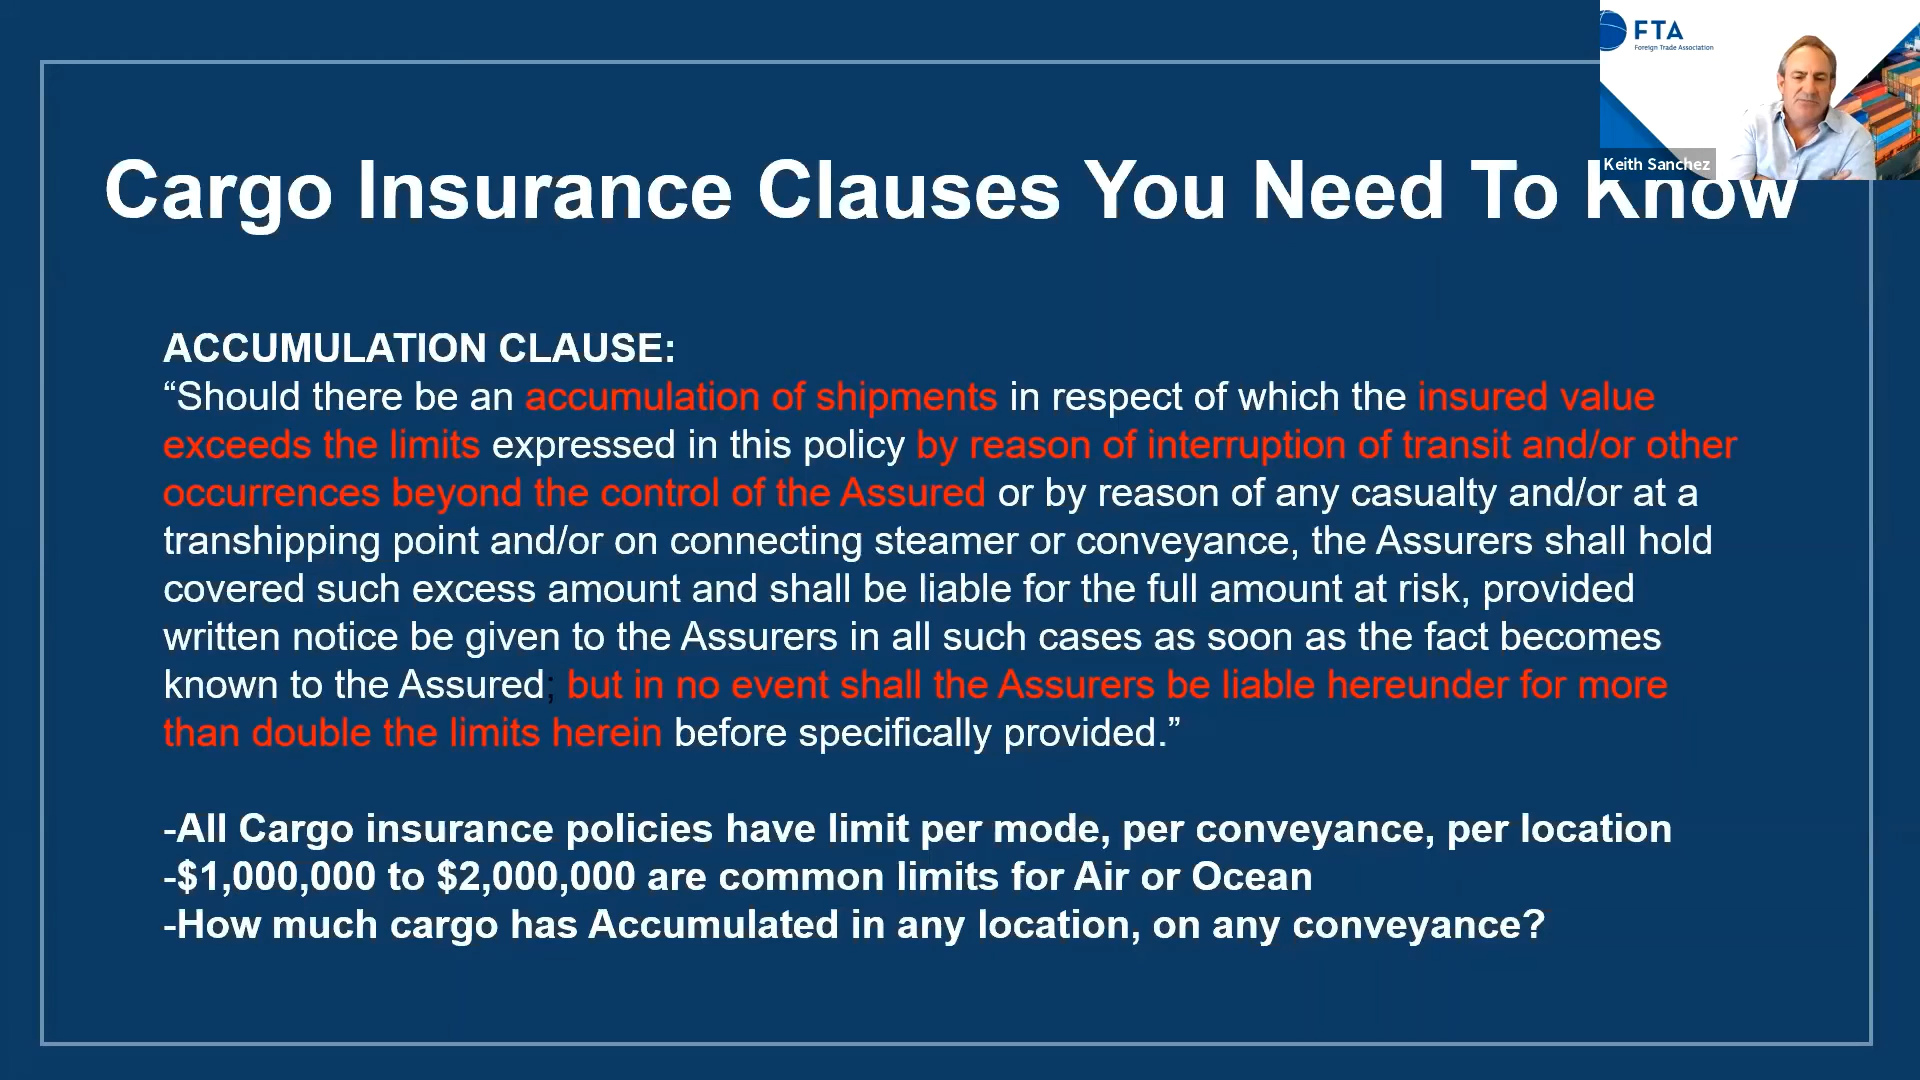 FTA
Foreign Trade Association
Keith Sanchez
Cargo Insurance Clauses You Need To Know
ACCUMULATION CLAUSE:
“Should there be an accumulation of shipments in respect of which the insured value
exceeds the limits expressed in this policy by reason of interruption of transit and/or other
occurrences beyond the control of the Assured or by reason of any casualty and/or at a
transhipping point and/or on connecting steamer or conveyance, the Assurers shall hold
covered such excess amount and shall be liable for the full amount at risk, provided
written notice be given to the Assurers in all such cases as soon as the fact becomes
known to the Assured; but in no event shall the Assurers be liable hereunder for more
than double the limits herein before specifically provided.”
-All Cargo insurance policies have limit per mode, per conveyance, per location
-$1,000,000 to $2,000,000 are common limits for Air or Ocean
-How much cargo has Accumulated in any location, on any conveyance?